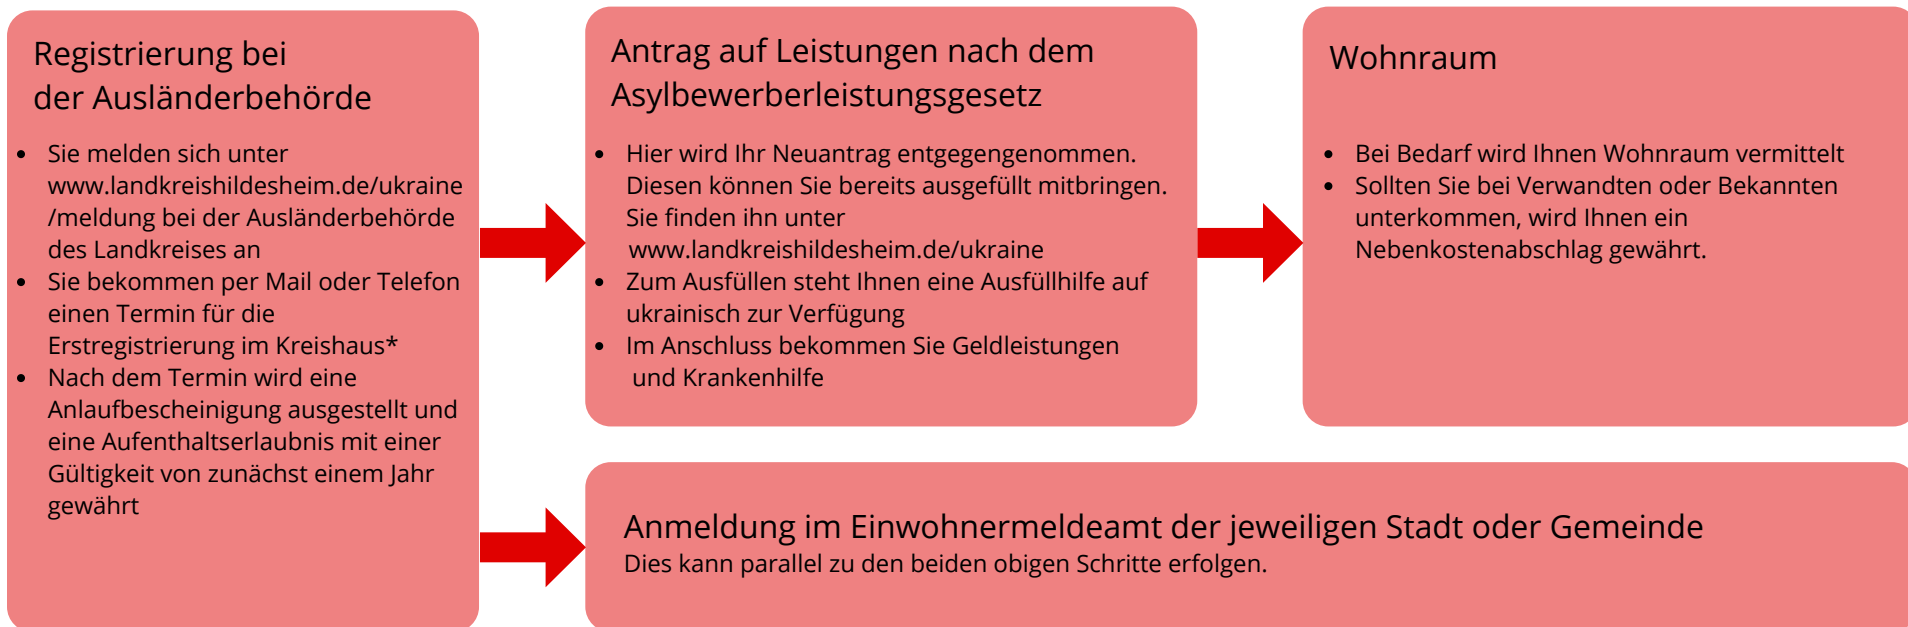 Registrierung bei
der Ausländerbehörde
• Sie melden sich unter
www.landkreishildesheim.de/ukraine
/meldung bei der Ausländerbehörde
des Landkreises an
• Sie bekommen per Mail oder Telefon
einen Termin für die
Erstregistrierung im Kreishaus*
• Nach dem Termin wird eine
Anlaufbescheinigung ausgestellt und
eine Aufenthaltserlaubnis mit einer
Gültigkeit von zunächst einem Jahr
gewährt
Antrag auf Leistungen nach dem
Asylbewerberleistungsgesetz
• Hier wird Ihr Neuantrag entgegengenommen.
Diesen können Sie bereits ausgefüllt mitbringen.
Sie finden ihn unter
www.landkreishildesheim.de/ukraine
• Zum Ausfüllen steht Ihnen eine Ausfüllhilfe auf
ukrainisch zur Verfügung
• Im Anschluss bekommen Sie Geldleistungen
und Krankenhilfe
Wohnraum
• Bei Bedarf wird Ihnen Wohnraum vermittelt
• Sollten Sie bei Verwandten oder Bekannten
unterkommen, wird Ihnen ein
Nebenkostenabschlag gewährt.
Anmeldung im Einwohnermeldeamt der jeweiligen Stadt oder Gemeinde
Dies kann parallel zu den beiden obigen Schritte erfolgen.